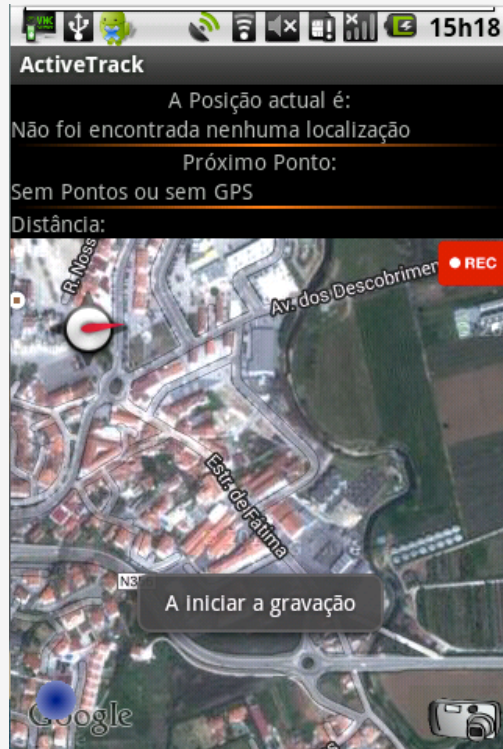 15h18
ActiveTrack
A Posição actual é:
Não foi encontrada nenhuma localização
Próximo Ponto:
Sem Pontos ou sem GPS
Distância:
R. Noss
Av. dos Descobrimen
REC
Estr. de Fátima
A iniciar a gravação
Google